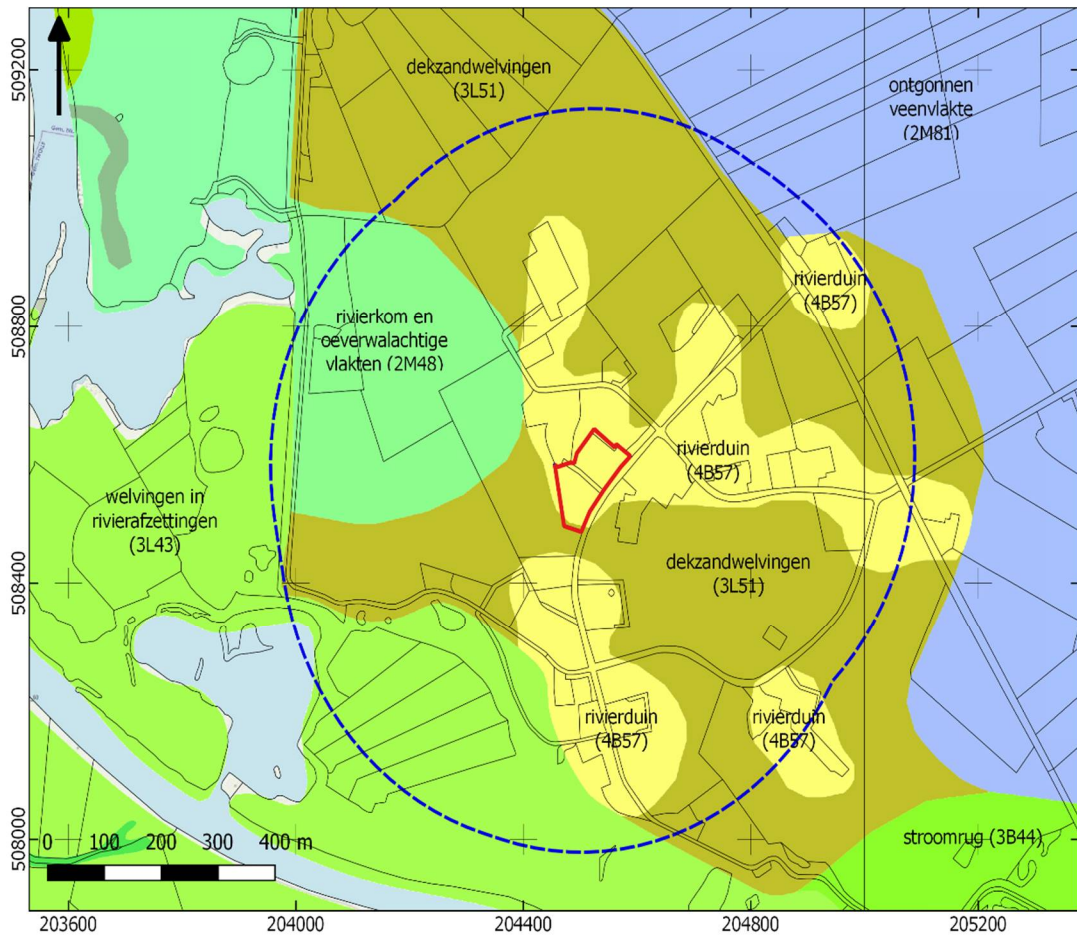 dekzandwelvingen
(3L51)
ontgonnen
veenvlakte
(2M81)
rivierduin
(4B57)
rivierkom en
oeverwalachtige
vlakten (2M48)
rivierduin
(4B57)
welvingen in
rivierafzettingen
(3L43)
dekzandwelvingen
(3L51)
rivierduin
(4B57)
rivierduin
(4B57)
stroomrug (3B44)
0 100 200 300 400 m
509200
508800
508400
508000
203600 204000 204400 204800 205200